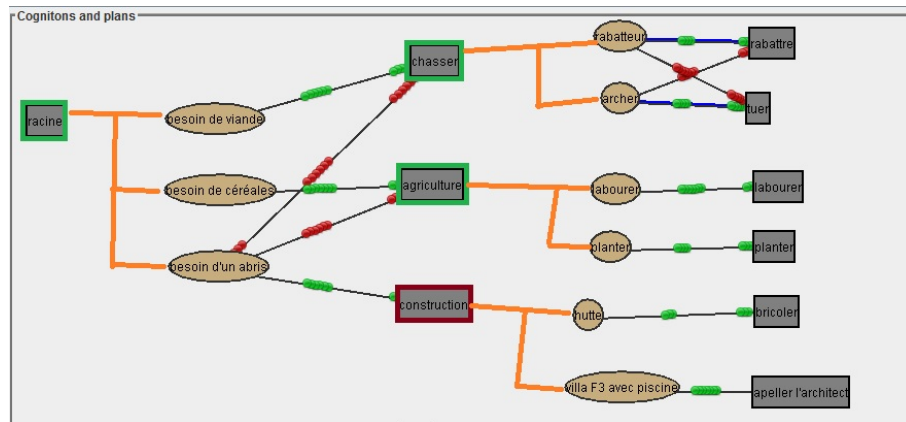 Cognitons and plans
rabatteur
rabattre
chasser
archer
tuer
racine
besoin de viande
besoin de céréales
agriculture
labourer
labourer
planter
planter
besoin d'un abris
construction
hutte
bricoler
villa F3 avec piscine
apeller l'architect